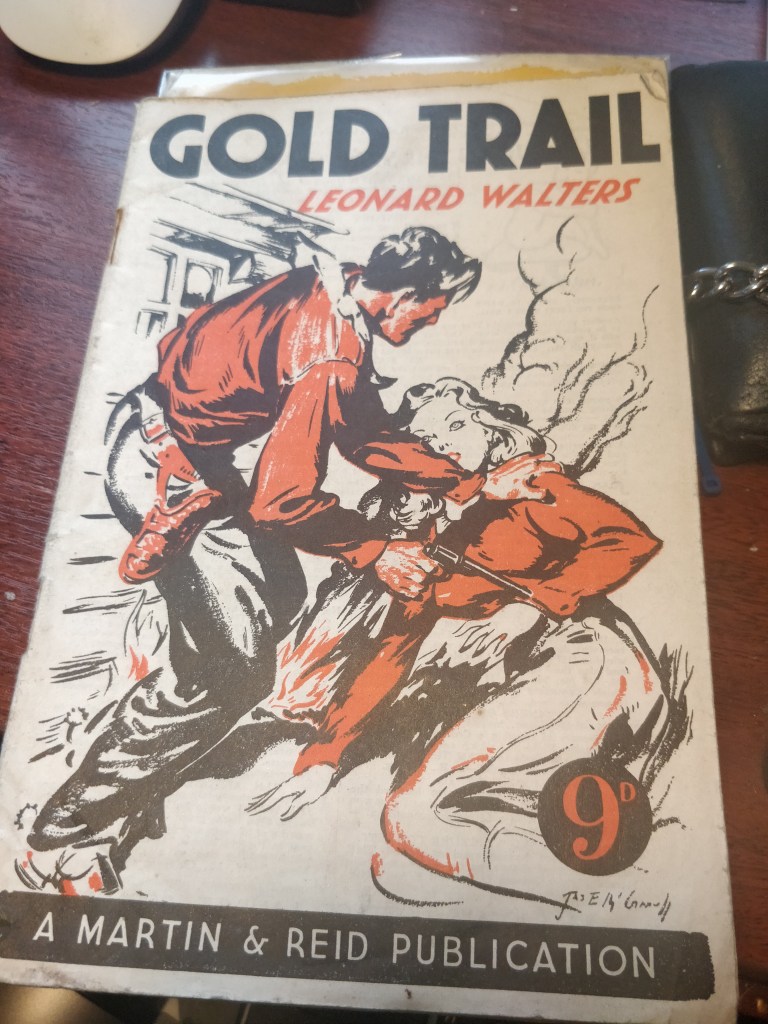 GOLD TRAIL
LEONARD WALTERS
9D
A MARTIN & REID PUBLICATION